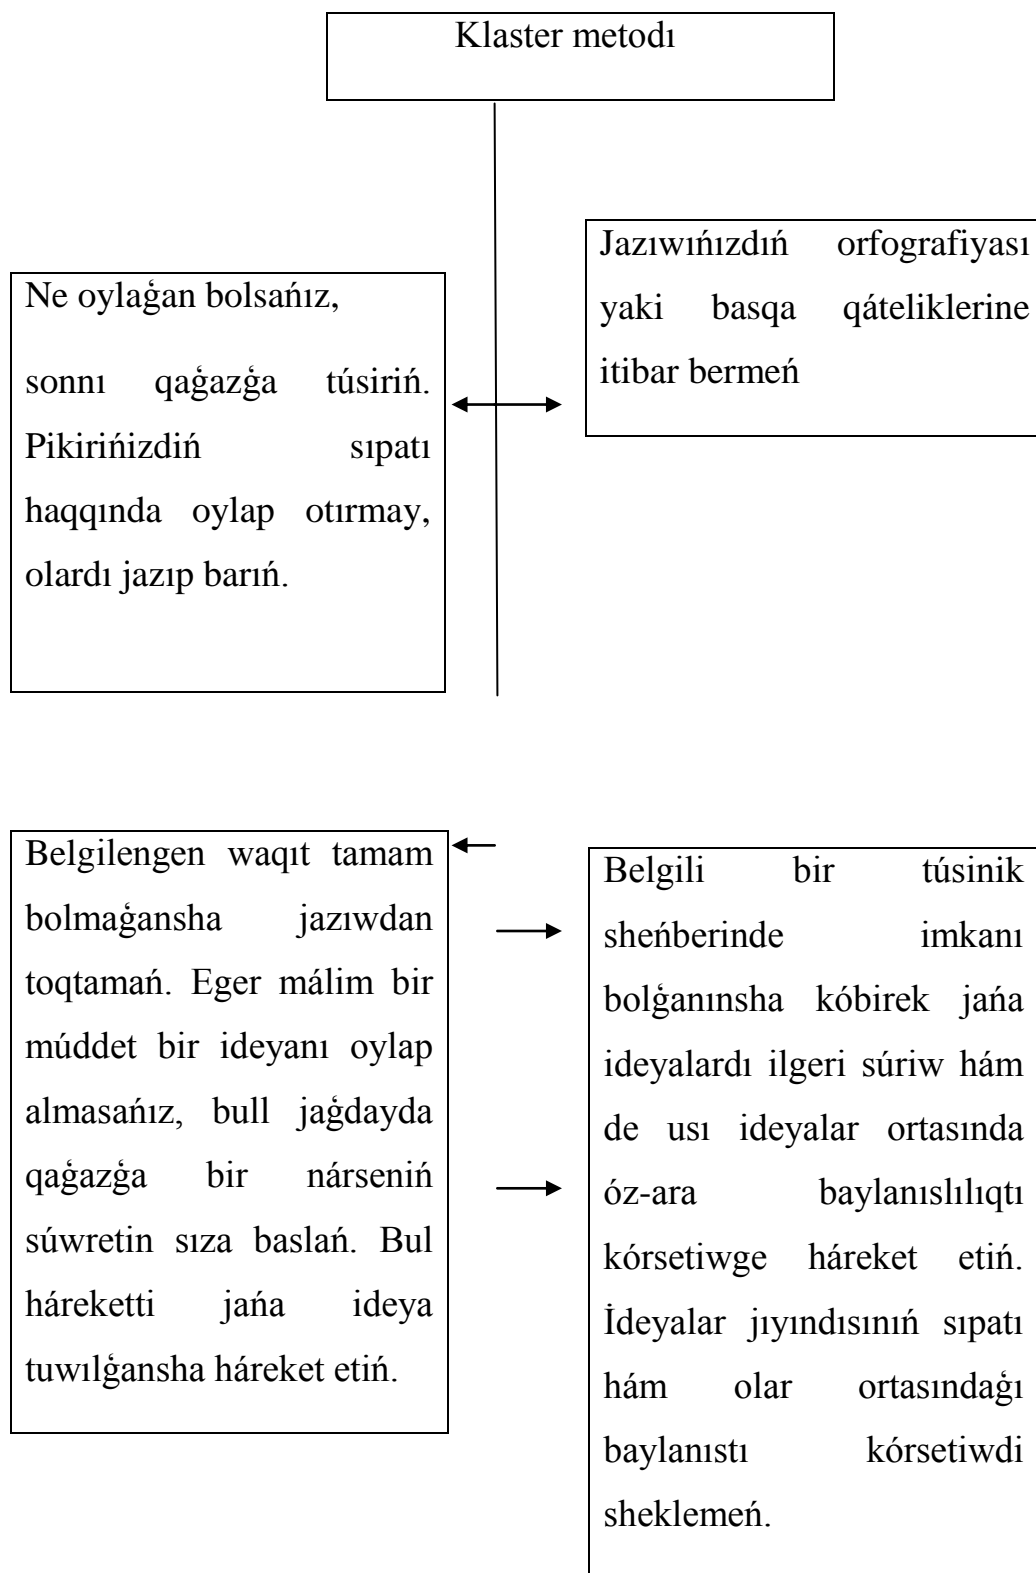 Klaster metodı
Ne oylaǵan bolsańız,
sonnı qaǵazǵa túsiriń.
Pikirińizdiń sıpatı
haqqında oylap otırmay,
olardı jazıp barıń.
Jazıwıńızdıń orfografiyası
yaki basqa qáteliklerine
itibar bermeń
Belgilengen waqıt tamam
bolmaǵansha jazıwdan
toqtamań. Eger málim bir
múddet bir ideyanı oylap
almasańız, bull jaǵdayda
qaǵazǵa bir nárseniń
súwretin sıza baslań. Bul
háreketti jańa ideya
tuwılǵansha háreket etiń.
Belgili bir túsinik
sheńberinde imkanı
bolǵanınsha kóbirek jańa
ideyalardı ilgeri súriw hám
de usı ideyalar ortasında
óz-ara baylanıslılıqtı
kórsetiwge háreket etiń.
İdeyalar jıyındısınıń sıpatı
hám olar ortasındaǵı
baylanıstı kórsetiwdi
sheklemeń.